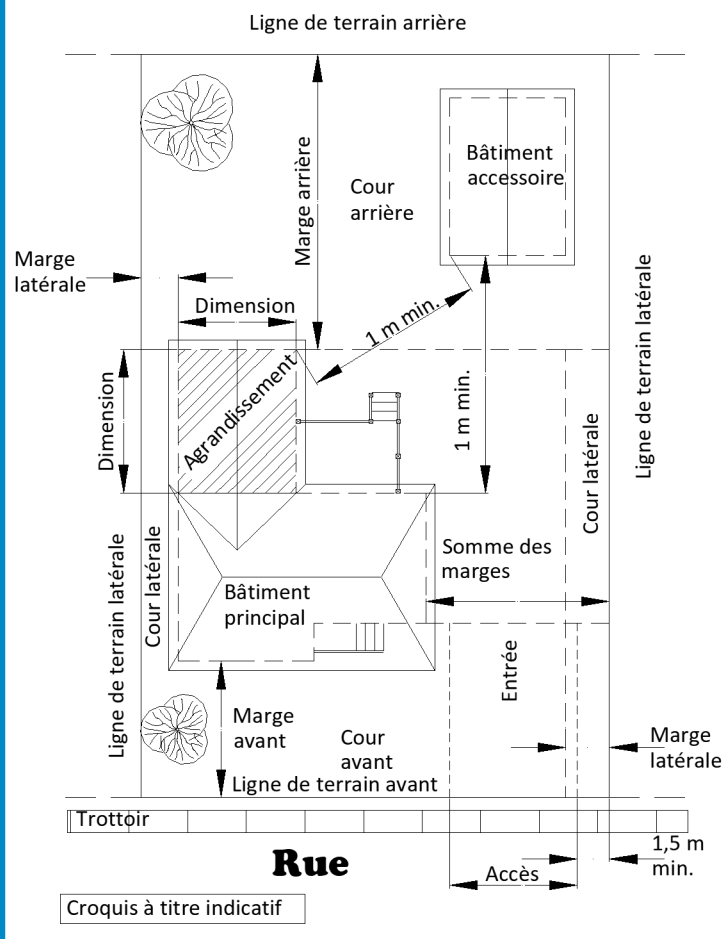 Ligne de terrain arrière
Marge arrière
Bâtiment
accessoire
Cour
arrière
Marge
latérale
Dimension
1 m min.
Ligne de terrain latérale
Dimension
Agrandissement
1 m min.
Cour latérale
Ligne de terrain latérale
Cour latérale
Somme des
marges
Bâtiment
principal
Entrée
Marge
avant
Cour
avant
Marge
latérale
Ligne de terrain avant
Trottoir
Rue
1,5 m
min.
Accès
Croquis à titre indicatif